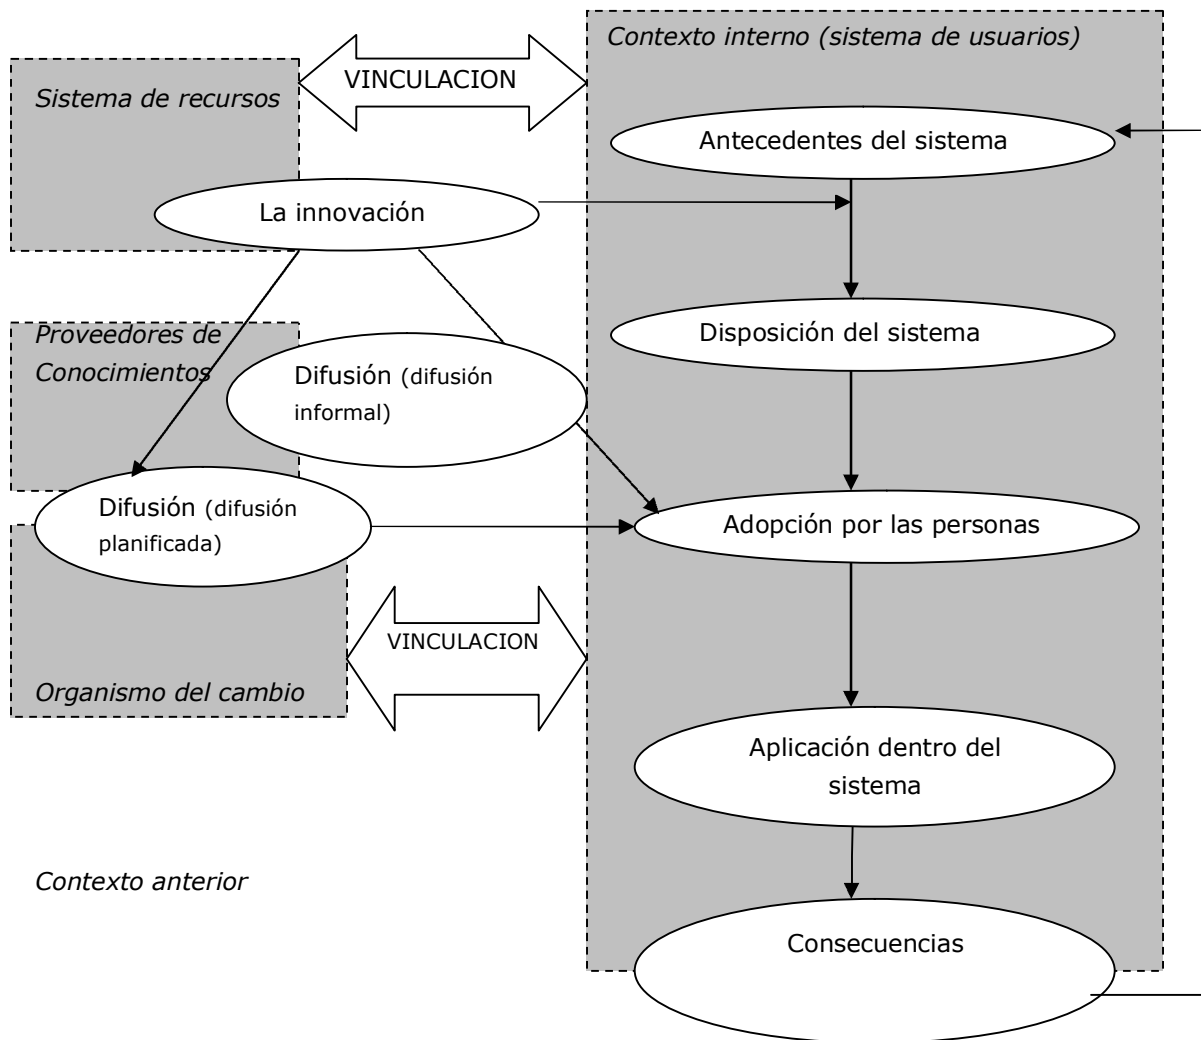 Contexto interno (sistema de usuarios)
VINCULACION
Sistema de recursos
Antecedentes del sistema
La innovación
Proveedores de
Conocimientos
Disposición del sistema
Difusión (difusión
informal)
Difusión (difusión
planificada)
Adopción por las personas
VINCULACION
Organismo del cambio
Aplicación dentro del
sistema
Contexto anterior
Consecuencias